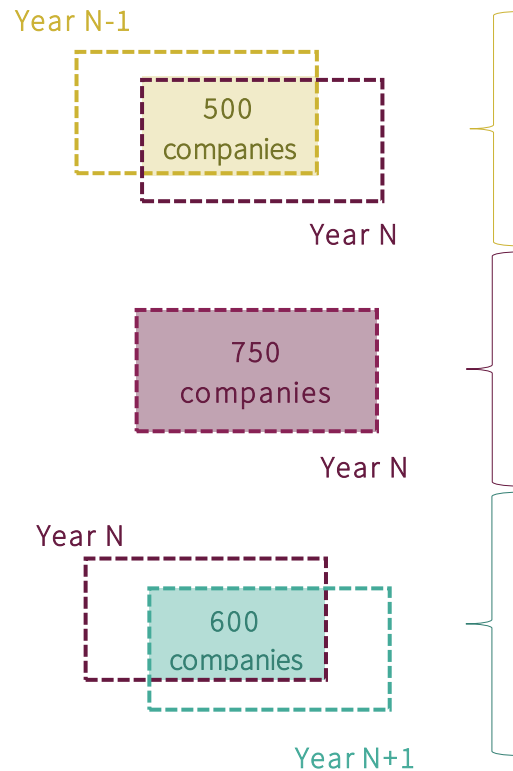 Year N-1
500
companies
Year N
750
companies
Year N
Year N
600
companies
Year N+1